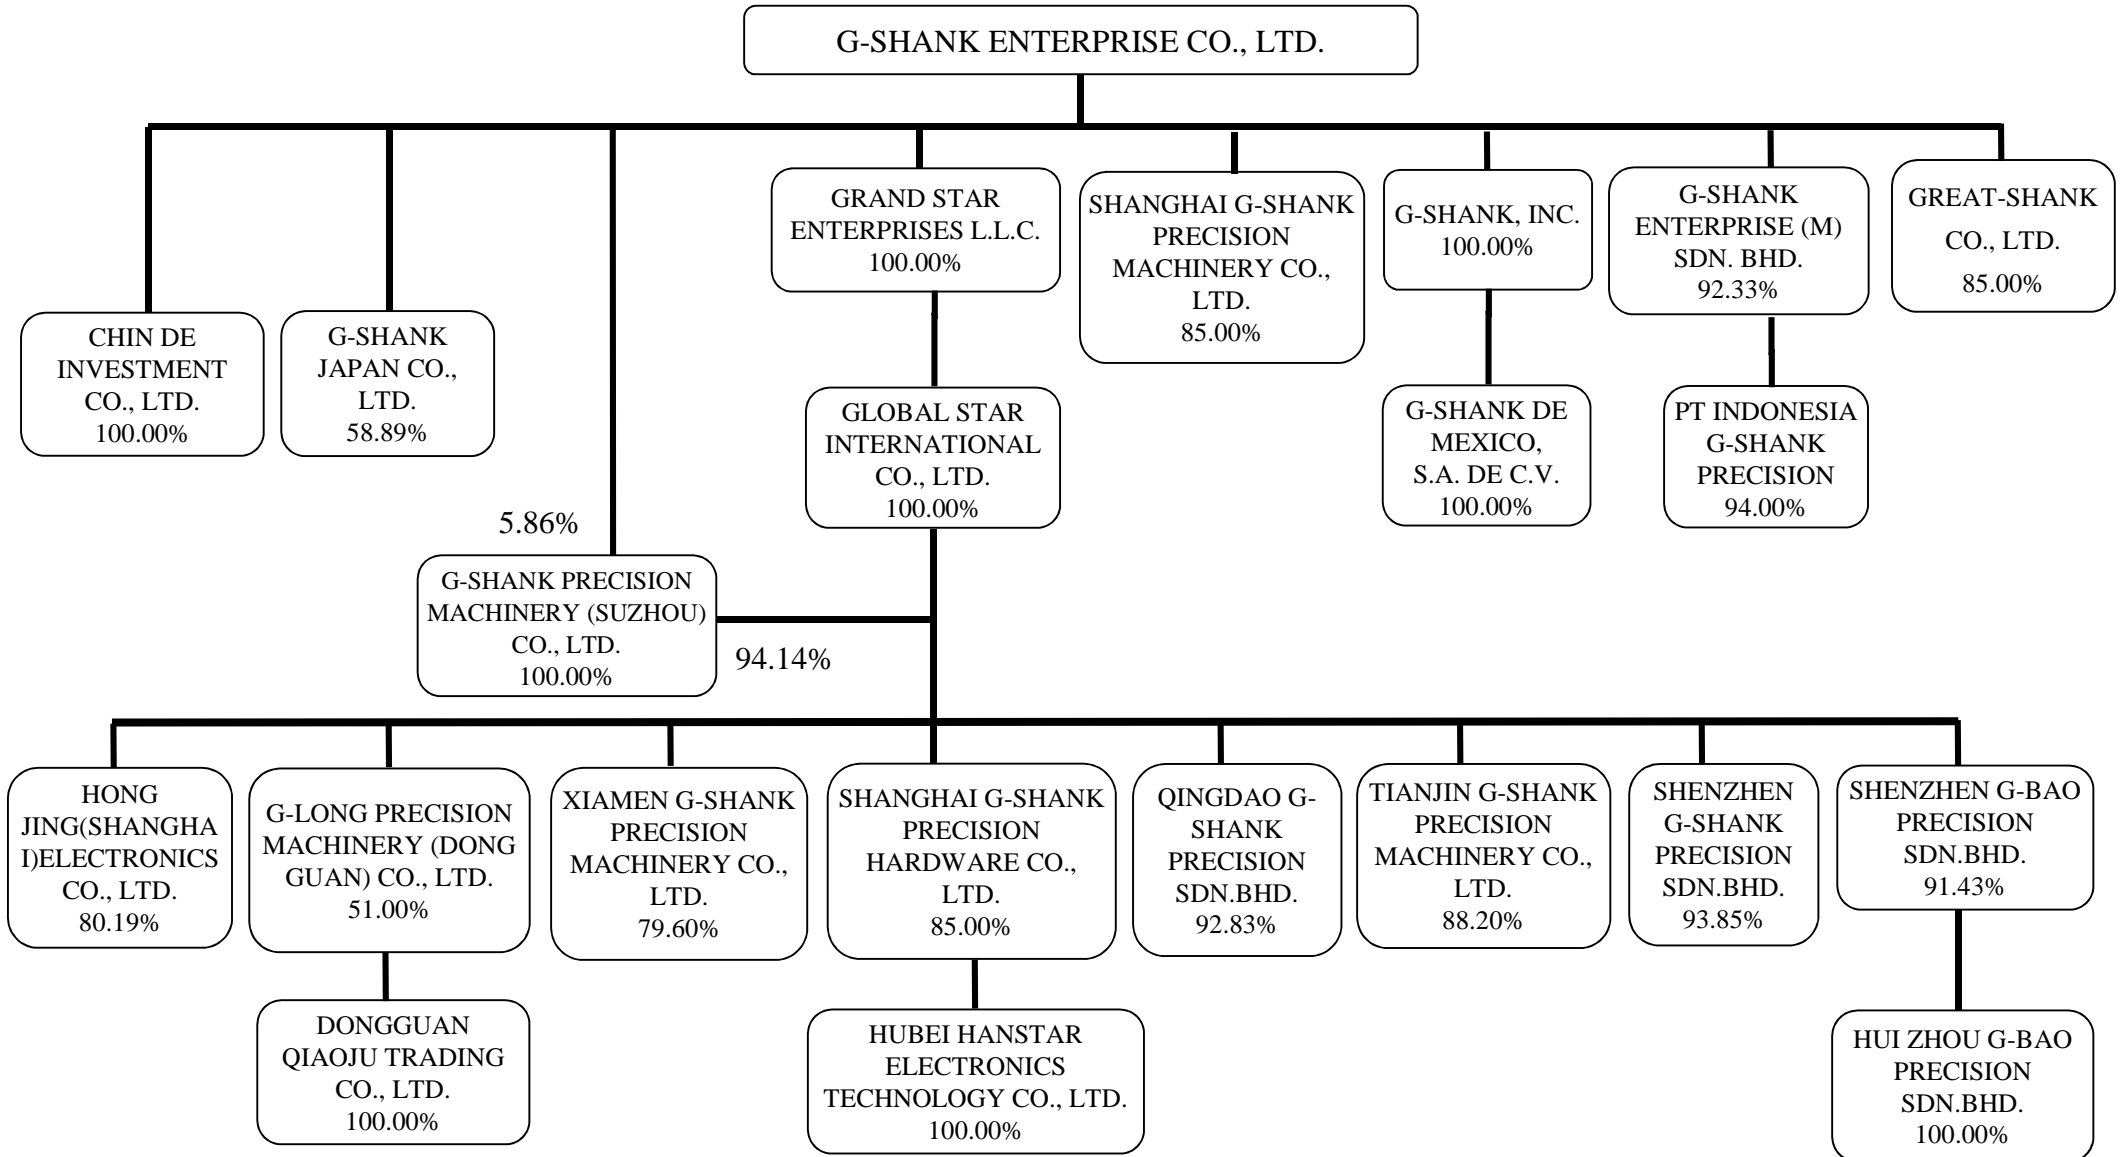 G-SHANK ENTERPRISE CO., LTD.
GRAND STAR
ENTERPRISES L.L.C.
100.00%
SHANGHAI G-SHANK
PRECISION
MACHINERY CO.,
LTD.
85.00%
G-SHANK, INC.
100.00%
G-SHANK
ENTERPRISE (M)
SDN. BHD.
92.33%
GREAT-SHANK
CO., LTD.
85.00%
CHIN DE
INVESTMENT
CO., LTD.
100.00%
G-SHANK
JAPAN CO.,
LTD.
58.89%
GLOBAL STAR
INTERNATIONAL
CO., LTD.
100.00%
G-SHANK DE
MEXICO,
S.A. DE C.V.
100.00%
PT INDONESIA
G-SHANK
PRECISION
94.00%
5.86%
G-SHANK PRECISION
MACHINERY (SUZHOU)
CO., LTD.
100.00%
94.14%
HONG
JING(SHANGHA
I)ELECTRONICS
CO., LTD.
80.19%
G-LONG PRECISION
MACHINERY (DONG
GUAN) CO., LTD.
51.00%
XIAMEN G-SHANK
PRECISION
MACHINERY CO.,
LTD.
79.60%
SHANGHAI G-SHANK
PRECISION
HARDWARE CO.,
LTD.
85.00%
QINGDAO G-
SHANK
PRECISION
SDN.BHD.
92.83%
TIANJIN G-SHANK
PRECISION
MACHINERY CO.,
LTD.
88.20%
SHENZHEN
G-SHANK
PRECISION
SDN.BHD.
93.85%
SHENZHEN G-BAO
PRECISION
SDN.BHD.
91.43%
DONGGUAN
QIAOJU TRADING
CO., LTD.
100.00%
HUBEI HANSTAR
ELECTRONICS
TECHNOLOGY CO., LTD.
100.00%
HUI ZHOU G-BAO
PRECISION
SDN.BHD.
100.00%